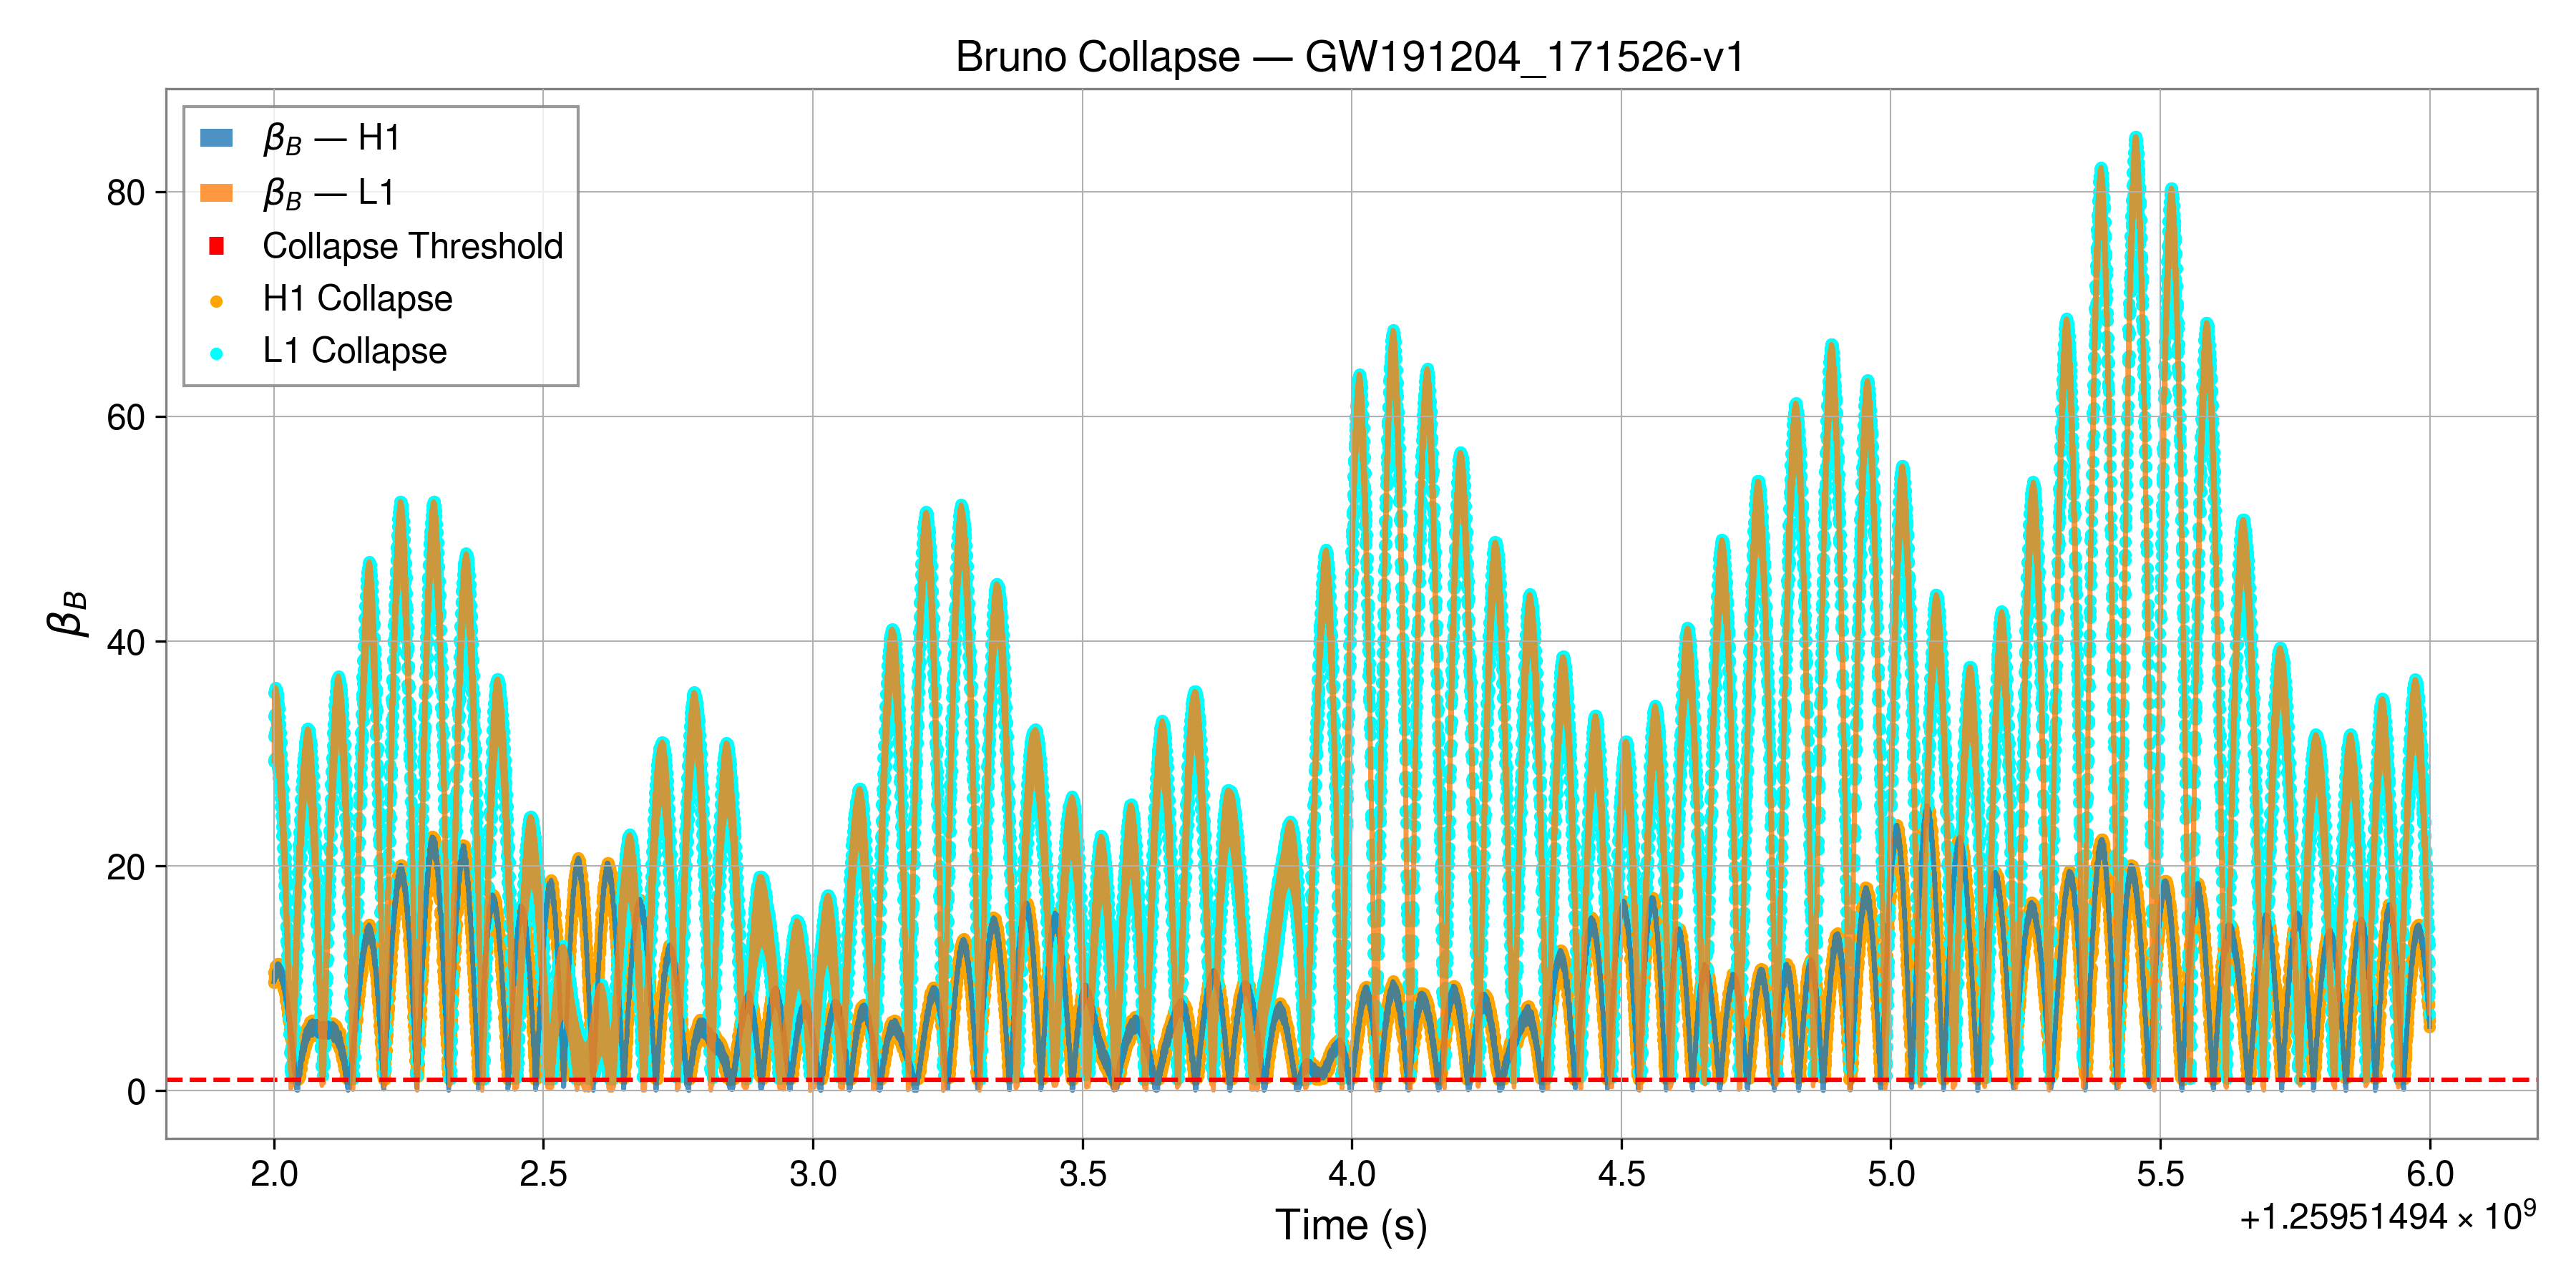 Bruno Collapse — GW191204_171526-v1
β_B — H1
β_B — L1
Collapse Threshold
H1 Collapse
L1 Collapse
80
60
40
20
0
β_B
2.0 2.5 3.0 3.5 4.0 4.5 5.0 5.5 6.0
+1.25951494 × 10⁹
Time (s)